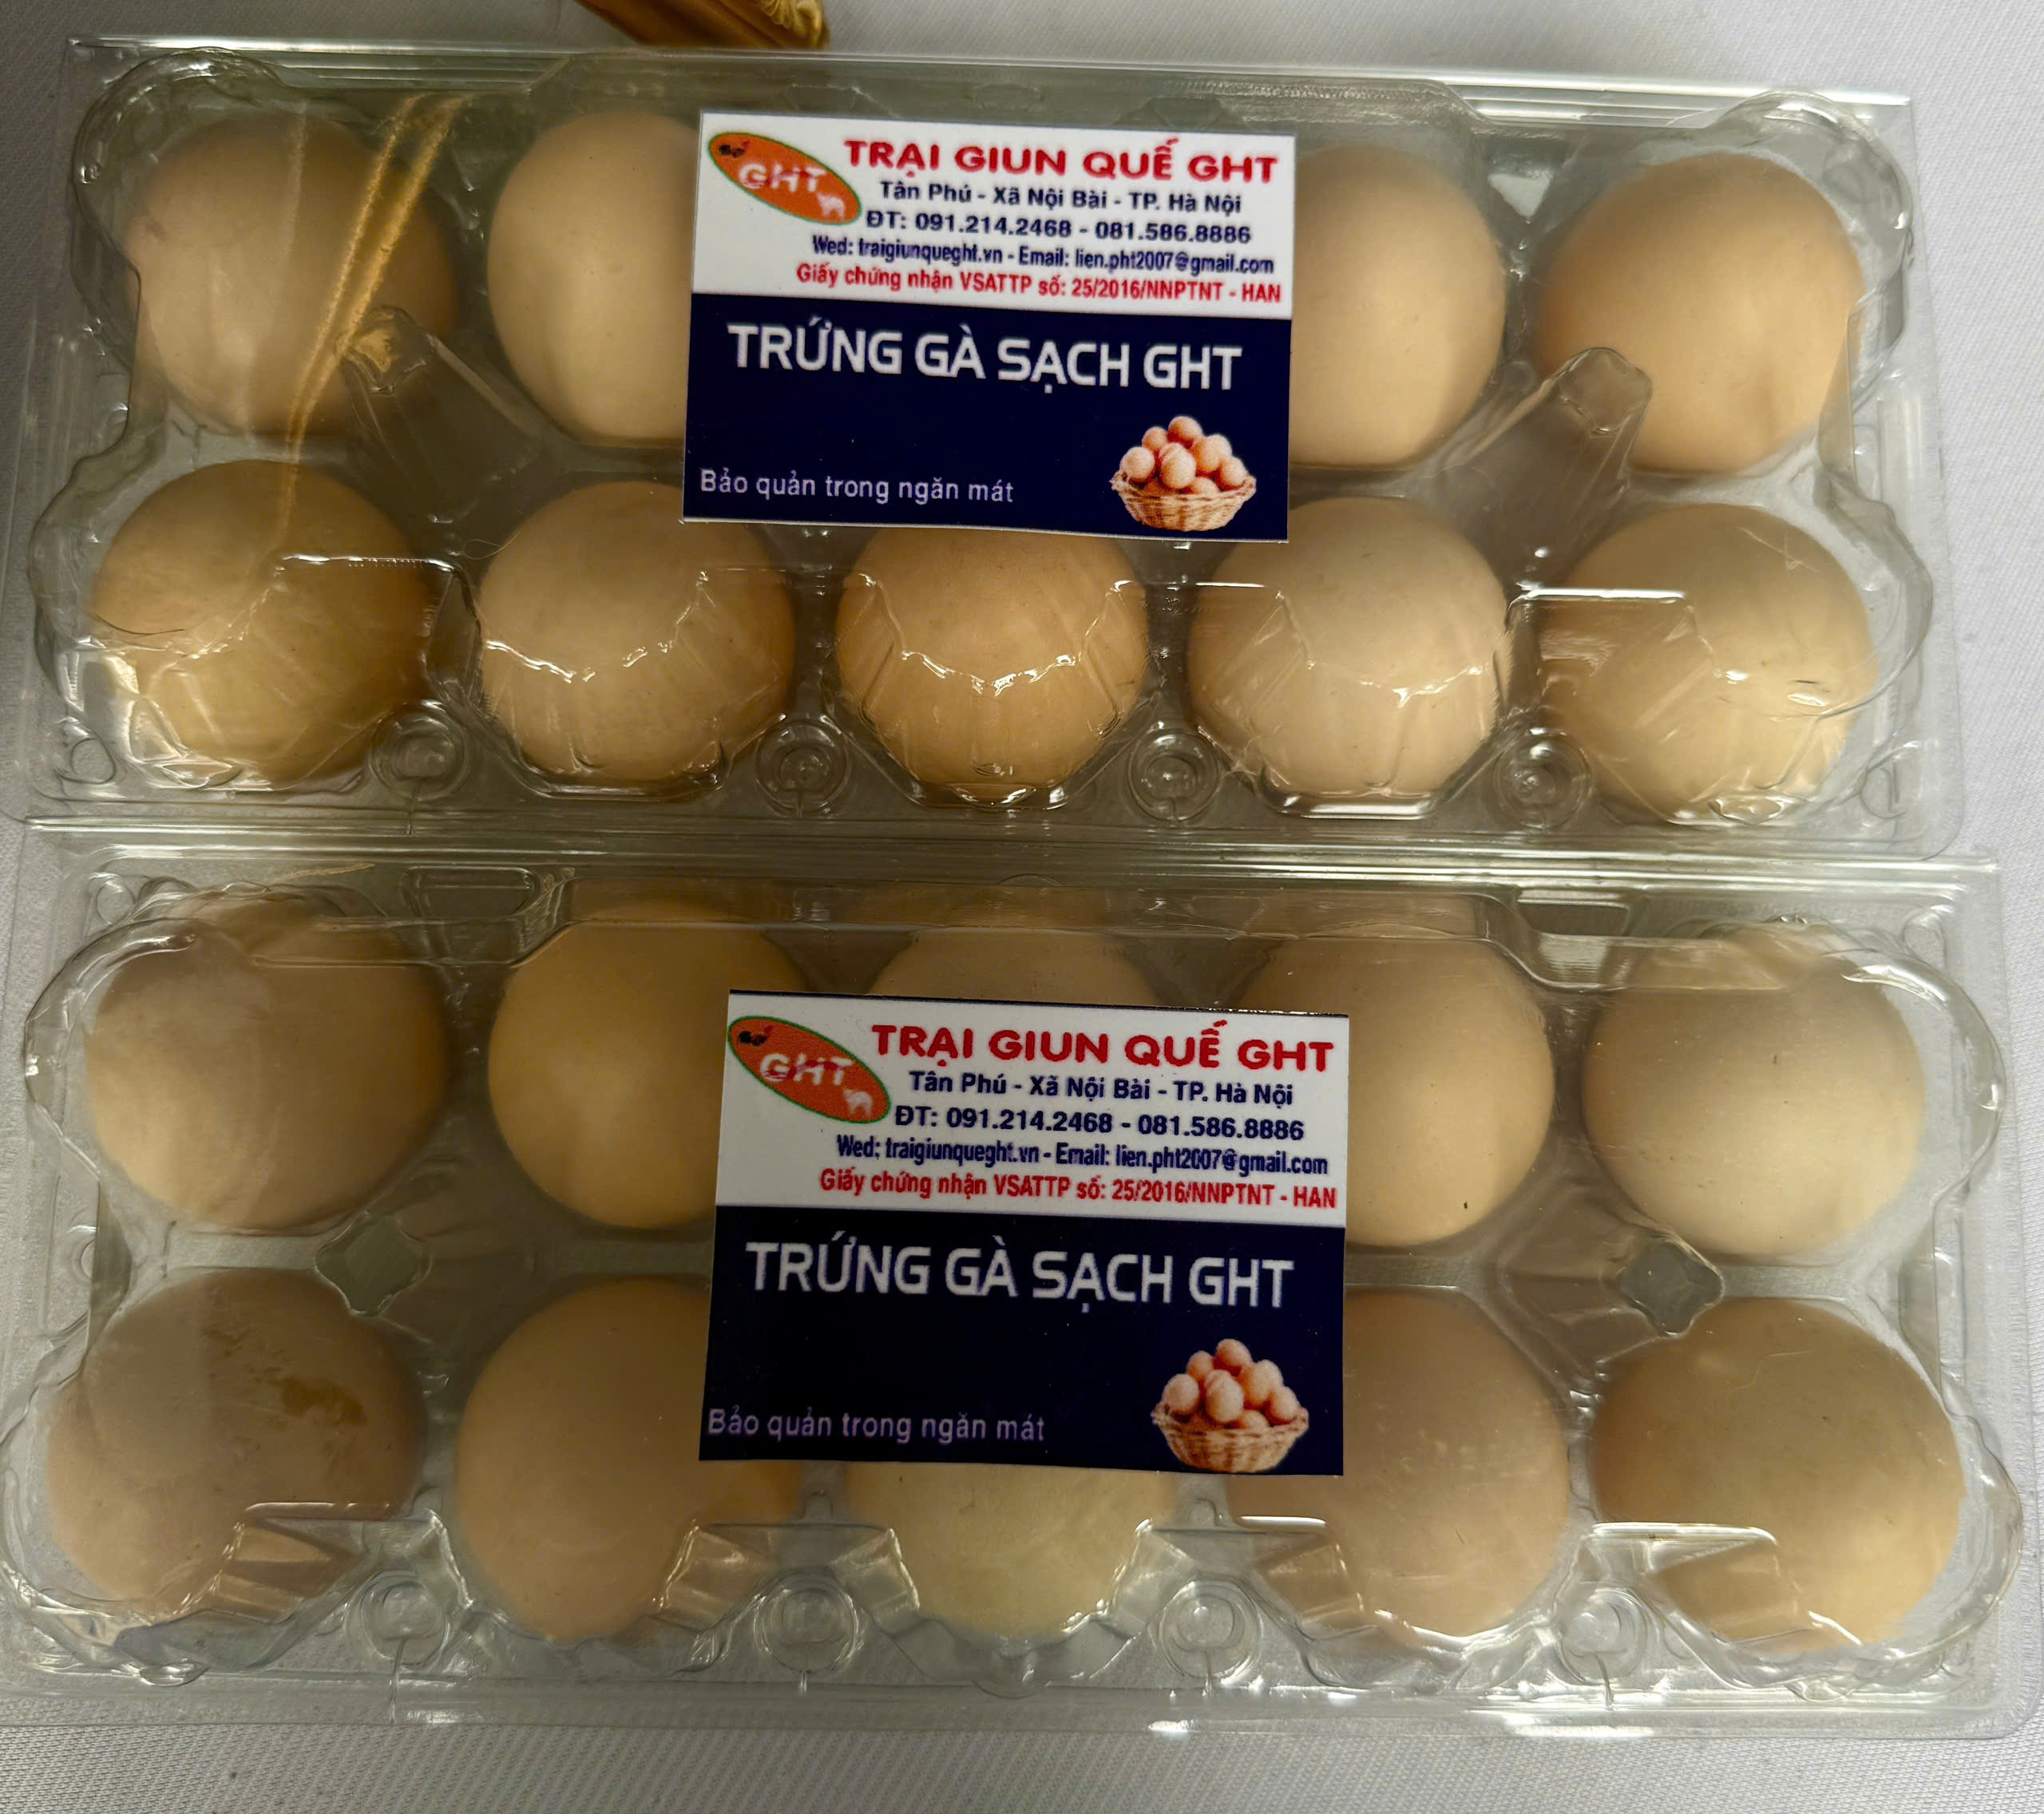 GHT
TRẠI GIUN QUẾ GHT
Tân Phú - Xã Nội Bài - TP. Hà Nội
ĐT: 091.214.2468 - 081.586.8886
Wed: traigiunqueght.vn - Email: lien.pht2007@gmail.com
Giấy chứng nhận VSATTP số: 25/2016/NNPTNT - HAN
TRỨNG GÀ SẠCH GHT
Bảo quản trong ngăn mát
GHT
TRẠI GIUN QUẾ GHT
Tân Phú - Xã Nội Bài - TP. Hà Nội
ĐT: 091.214.2468 - 081.586.8886
Wed: traigiunqueght.vn - Email: lien.pht2007@gmail.com
Giấy chứng nhận VSATTP số: 25/2016/NNPTNT - HAN
TRỨNG GÀ SẠCH GHT
Bảo quản trong ngăn mát